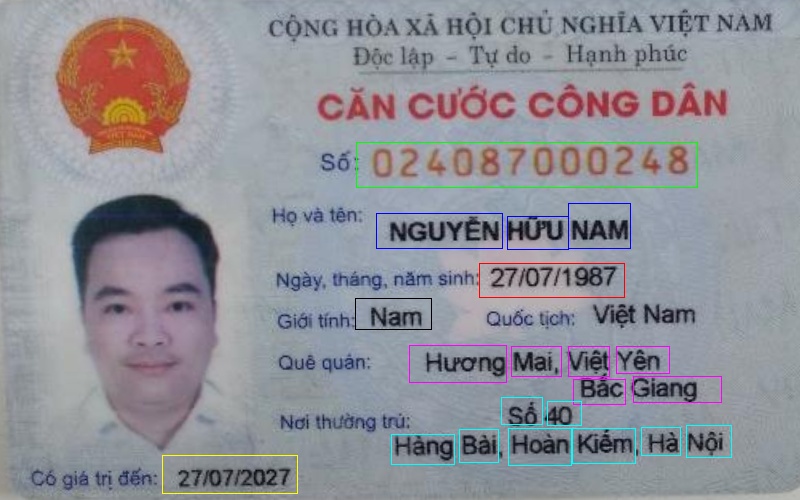 CỘNG HÒA XÃ HỘI CHỦ NGHĨA VIỆT NAM
Độc lập - Tự do - Hạnh phúc
CĂN CƯỚC CÔNG DÂN
Số: 024087000248
Họ và tên: NGUYỄN HỮU NAM
Ngày, tháng, năm sinh: 27/07/1987
Giới tính: Nam Quốc tịch: Việt Nam
Quê quán: Hương Mai, Việt Yên
Bắc Giang
Nơi thường trú: Số 40
Hàng Bài, Hoàn Kiếm, Hà Nội
Có giá trị đến: 27/07/2027